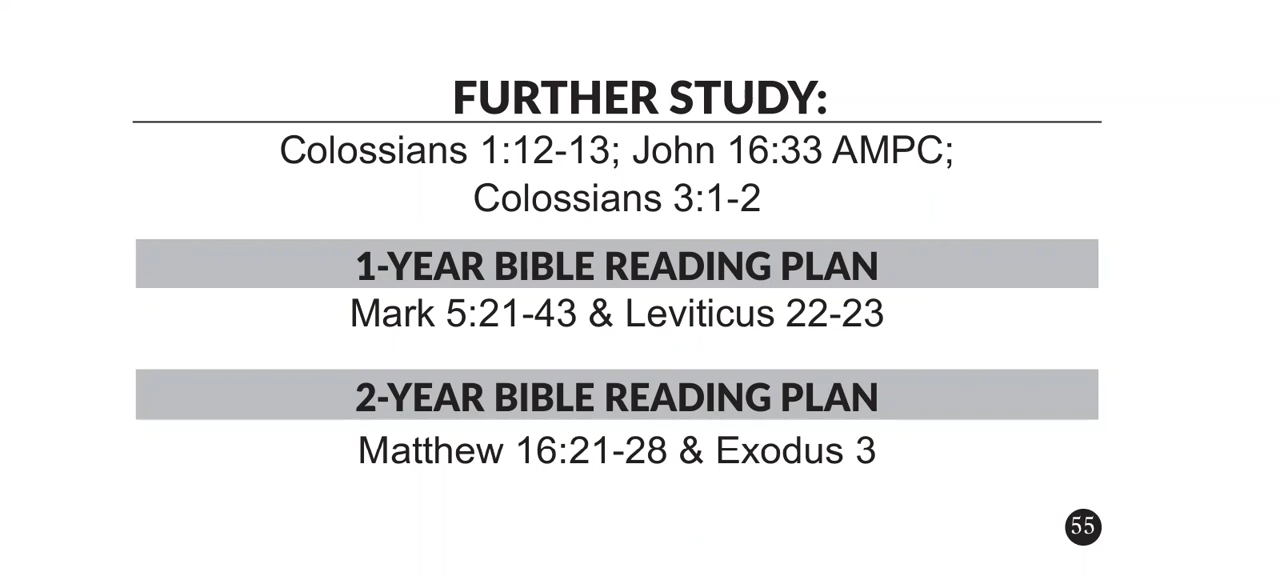 FURTHER STUDY:
Colossians 1:12-13; John 16:33 AMPC;
Colossians 3:1-2
1-YEAR BIBLE READING PLAN
Mark 5:21-43 & Leviticus 22-23
2-YEAR BIBLE READING PLAN
Matthew 16:21-28 & Exodus 3
55